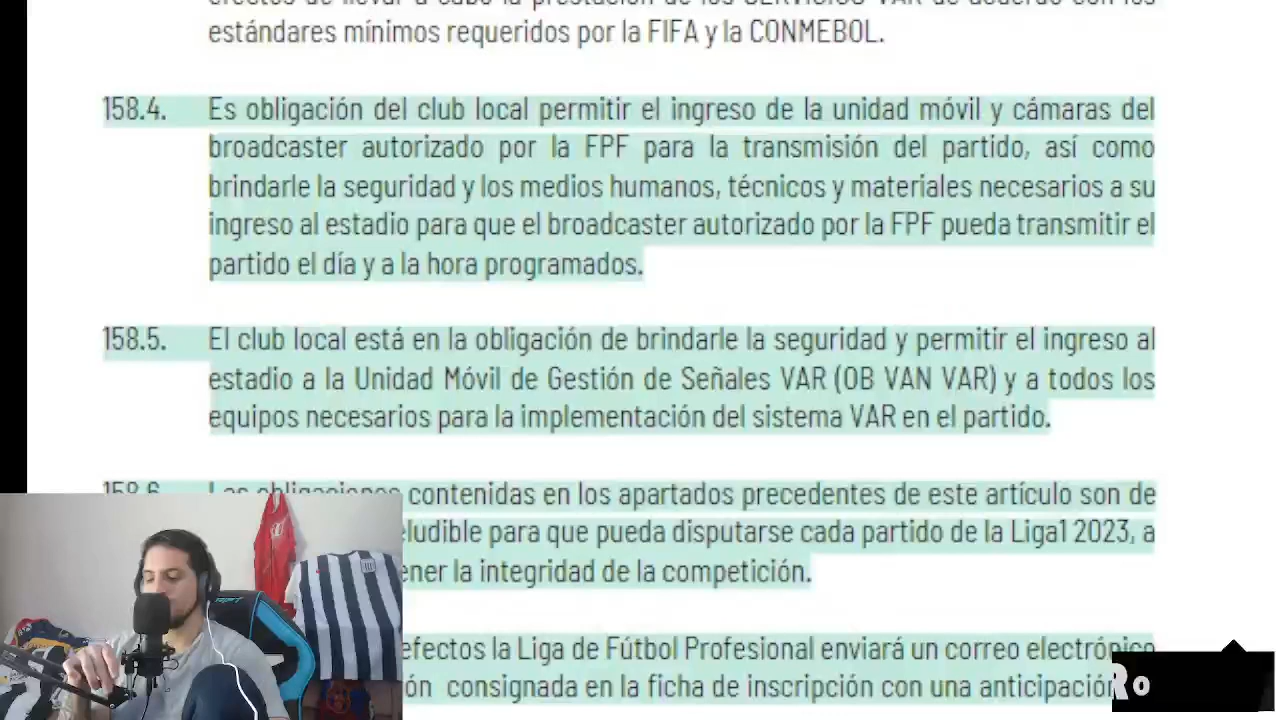 estándares mínimos requeridos por la FIFA y la CONMEBOL.
158.4. Es obligación del club local permitir el ingreso de la unidad móvil y cámaras del
broadcaster autorizado por la FPF para la transmisión del partido, así como
brindarle la seguridad y los medios humanos, técnicos y materiales necesarios a su
ingreso al estadio para que el broadcaster autorizado por la FPF pueda transmitir el
partido el día y a la hora programados.
158.5. El club local está en la obligación de brindarle la seguridad y permitir el ingreso al
estadio a la Unidad Móvil de Gestión de Señales VAR (OB VAN VAR) y a todos los
equipos necesarios para la implementación del sistema VAR en el partido.
158.6. Las obligaciones contenidas en los apartados precedentes de este artículo son de
eludible para que pueda disputarse cada partido de la Liga1 2023, a
ener la integridad de la competición.
efectos la Liga de Fútbol Profesional enviará un correo electrónico
ón consignada en la ficha de inscripción con una anticipación
Ro